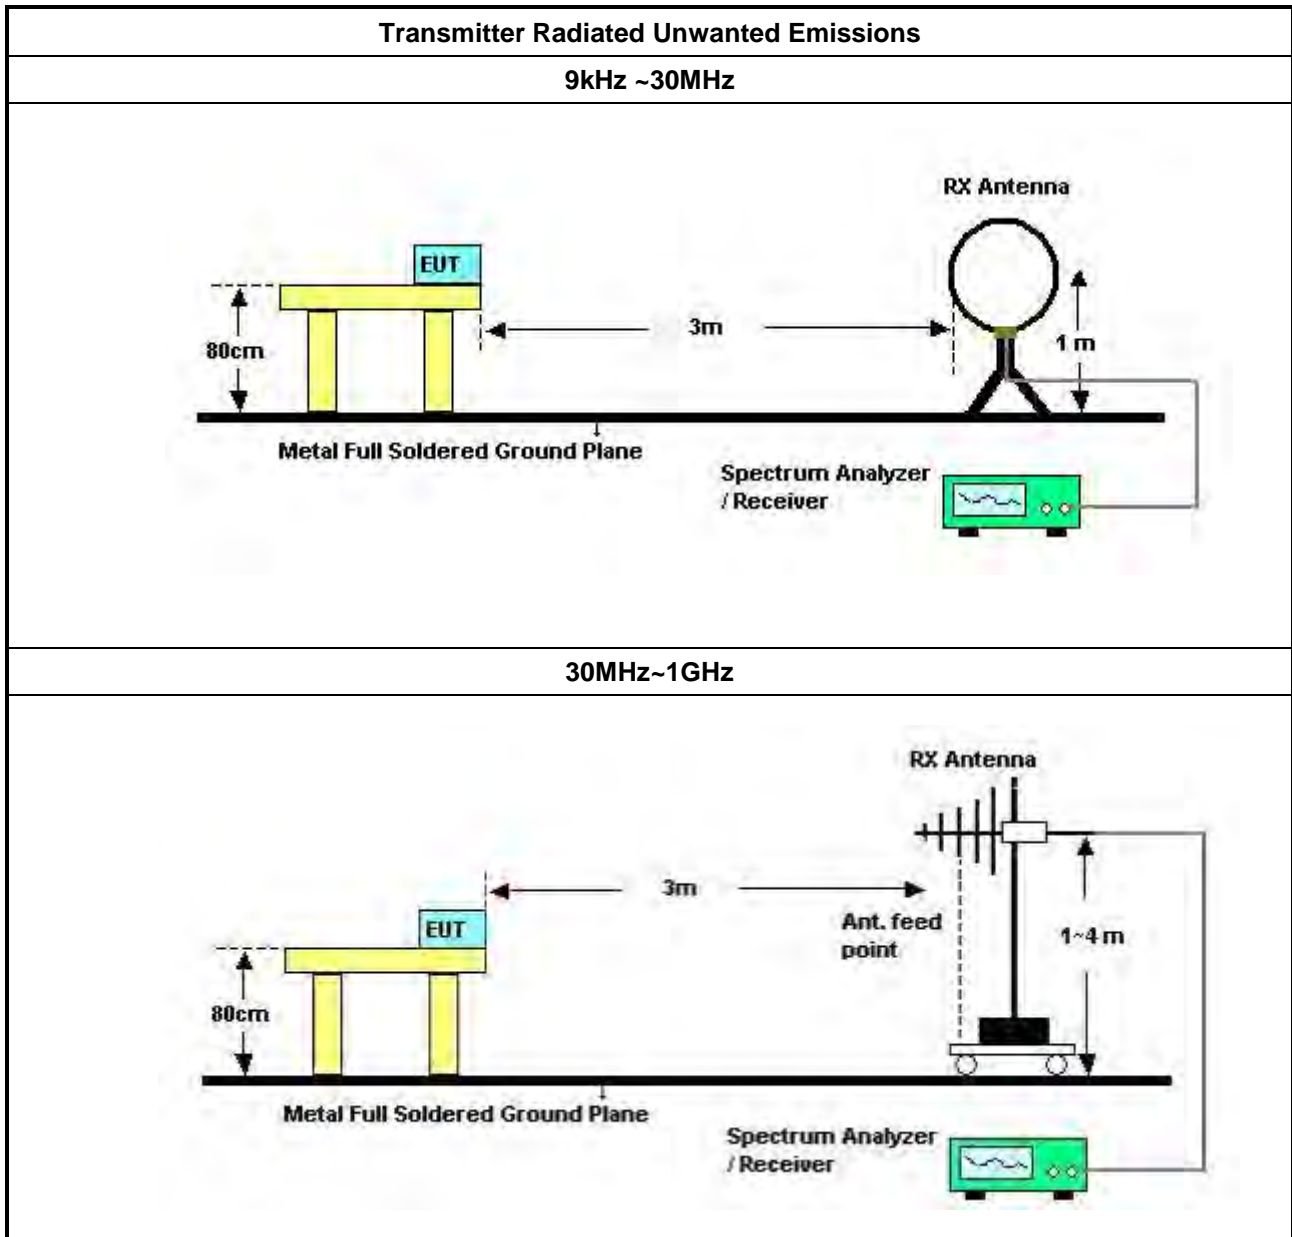 Transmitter Radiated Unwanted Emissions
9kHz ~30MHz
RX Antenna
EUT
3m
80cm
1 m
Metal Full Soldered Ground Plane
Spectrum Analyzer
/ Receiver
30MHz~1GHz
RX Antenna
3m
EUT
Ant. feed
point
1~4 m
80cm
Metal Full Soldered Ground Plane
Spectrum Analyzer
/ Receiver